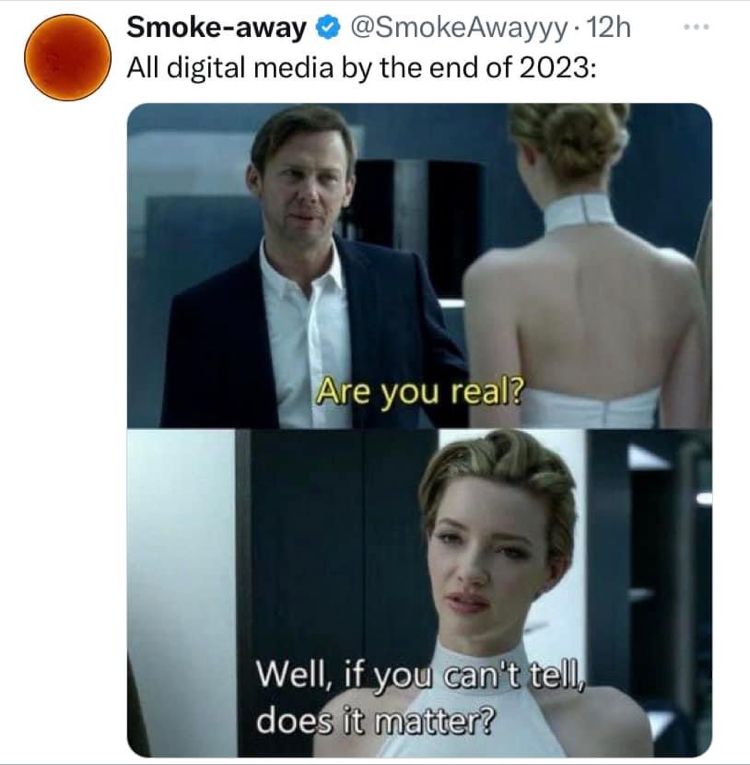 Smoke-away @SmokeAwayyy · 12h
All digital media by the end of 2023:
Are you real?
Well, if you can't tell,
does it matter?